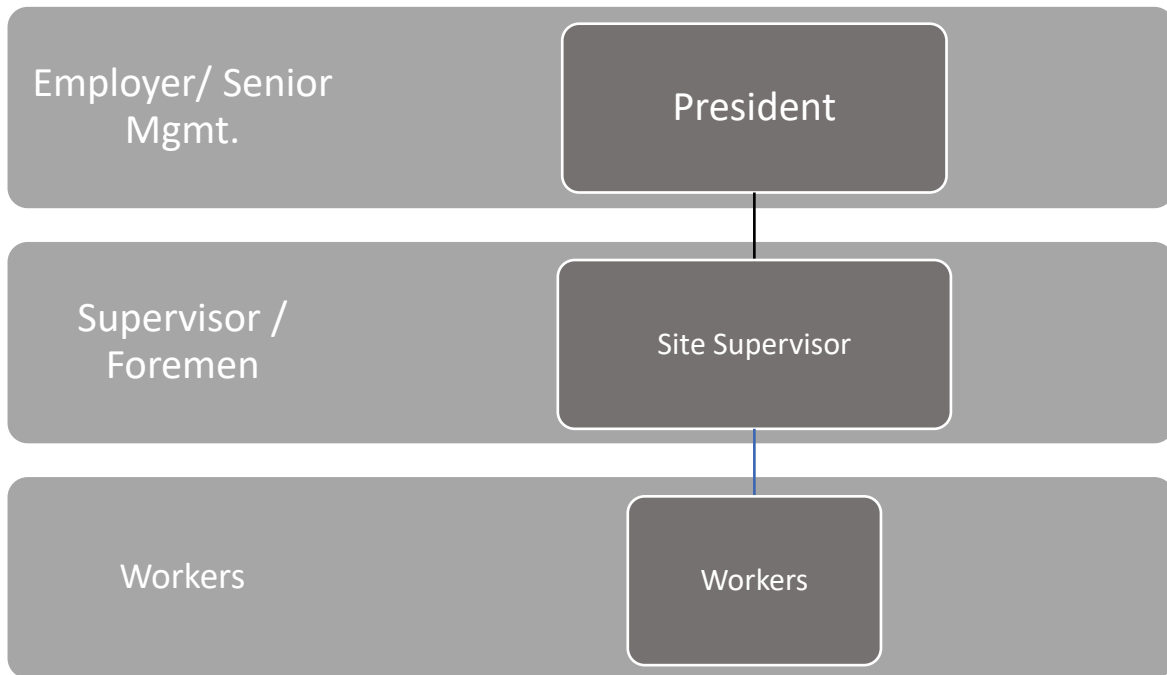 Employer/ Senior
Mgmt.
President
Supervisor /
Foremen
Site Supervisor
Workers
Workers